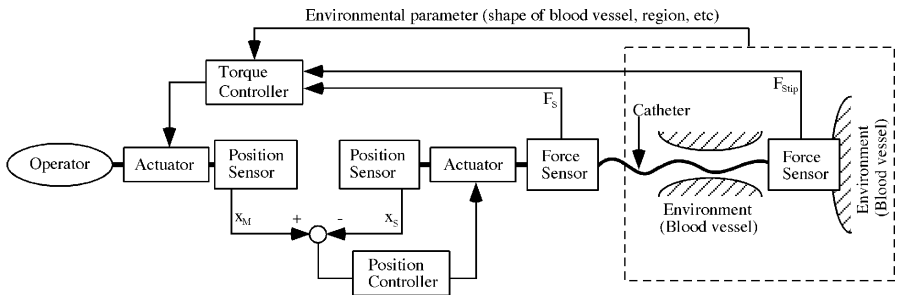 Environmental parameter (shape of blood vessel, region, etc)
Torque
Controller
F_S
F_Stip
Catheter
Operator
Actuator
Position
Sensor
Position
Sensor
Actuator
Force
Sensor
Force
Sensor
Environment
(Blood vessel)
Environment
(Blood vessel)
x_M
+
-
x_S
Position
Controller